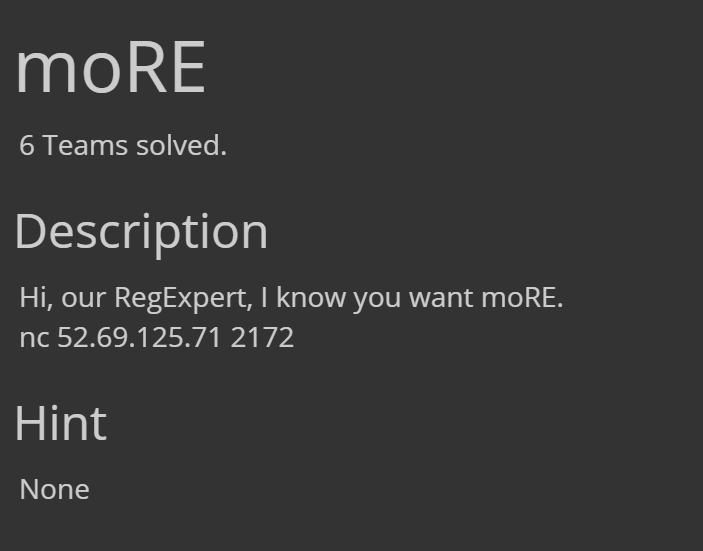 moRE
6 Teams solved.
Description
Hi, our RegExpert, I know you want moRE.
nc 52.69.125.71 2172
Hint
None